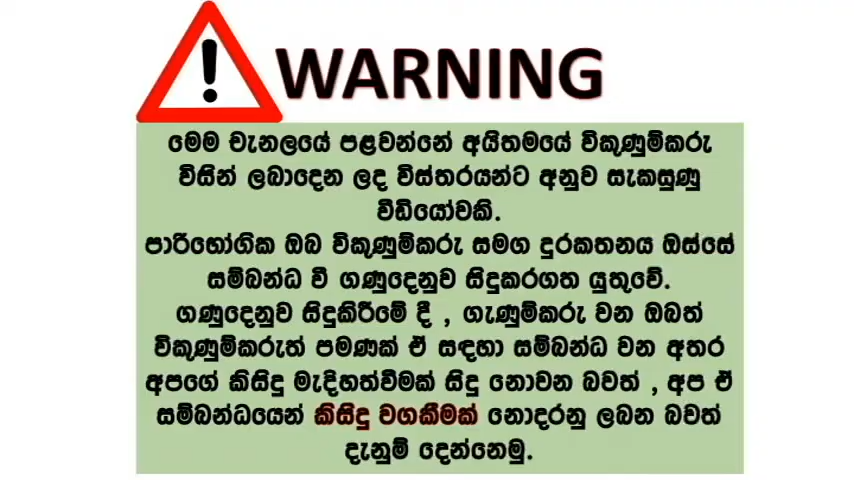 !
WARNING
මෙම චැනලයේ පළවන්නේ අයිතමයේ විකුණුම්කරු
විසින් ලබාදෙන ලද විස්තරයන්ට අනුව සැකසුණු
වීඩියෝවකි.
පාරිභෝගික ඔබ විකුණුම්කරු සමග දුරකතනය ඔස්සේ
සම්බන්ධ වී ගණුදෙනුව සිදුකරගත යුතුවේ.
ගණුදෙනුව සිදුකිරීමේ දී , ගැණුම්කරු වන ඔබත්
විකුණුම්කරුත් පමණක් ඒ සඳහා සම්බන්ධ වන අතර
අපගේ කිසිදු මැදිහත්වීමක් සිදු නොවන බවත් , අප ඒ
සම්බන්ධයෙන් කිසිදු වගකීමක් නොදරනු ලබන බවත්
දැනුම් දෙන්නෙමු.